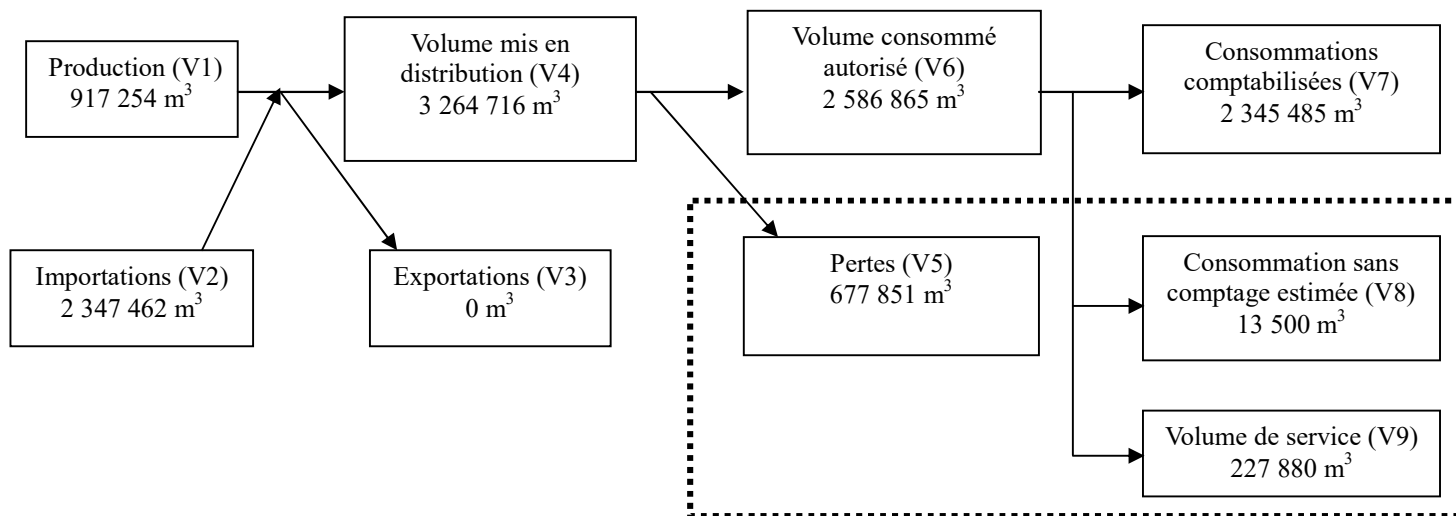 Production (V1)
917 254 m³
Volume mis en
distribution (V4)
3 264 716 m³
Volume consommé
autorisé (V6)
2 586 865 m³
Consommations
comptabilisées (V7)
2 345 485 m³
Importations (V2)
2 347 462 m³
Exportations (V3)
0 m³
Pertes (V5)
677 851 m³
Consommation sans
comptage estimée (V8)
13 500 m³
Volume de service (V9)
227 880 m³